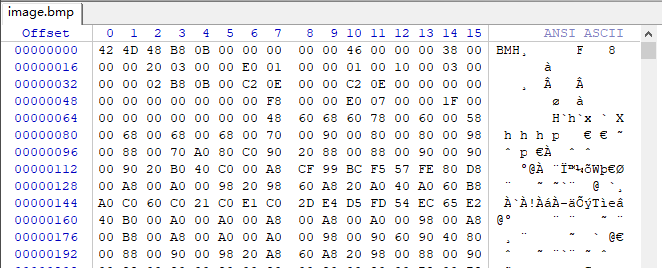 image.bmp
Offset 0 1 2 3 4 5 6 7 8 9 10 11 12 13 14 15 ANSI ASCII
00000000 42 4D 48 B8 0B 00 00 00 00 00 46 00 00 00 38 00 BMH¸ F 8
00000016 00 00 20 03 00 00 E0 01 00 00 01 00 10 00 03 00 à
00000032 00 00 02 B8 0B 00 C2 0E 00 00 C2 0E 00 00 00 00 ¸ Â Â
00000048 00 00 00 00 00 00 00 F8 00 00 E0 07 00 00 1F 00 ø à
00000064 00 00 00 00 00 00 00 48 60 68 60 78 00 60 00 58 H`h`x ` X
00000080 00 68 00 68 00 68 00 70 00 90 00 80 00 80 00 98 h h h p € € ˜
00000096 00 88 00 70 A0 80 C0 90 20 88 00 88 00 90 00 88 ˆ p €À ˆ ˆ ˆ
00000112 00 90 20 B0 40 C0 00 A8 CF 99 BC F5 57 FE 80 D8 °@À ¨Ï™¼õWþ€Ø
00000128 00 A8 00 A0 00 98 20 98 60 A8 20 A0 40 A0 60 B8 ¨ ˜ ˜`¨ @ `¸
00000144 A0 C0 60 C0 21 C0 E1 C0 2D E4 D5 FD 54 EC 65 E2 À`À!ÀáÀ-äÕýTìeâ
00000160 40 B0 00 A0 00 A0 00 A8 00 A8 00 A0 00 98 00 A8 @° ¨ ¨ ˜ ¨
00000176 00 B8 00 A8 00 A0 00 A0 00 98 00 90 60 90 40 80 ¸ ¨ ˜ ` @€
00000192 00 88 00 90 00 98 20 A8 60 A8 20 98 00 88 00 90 ˆ ˜ ¨`¨ ˜ ˆ